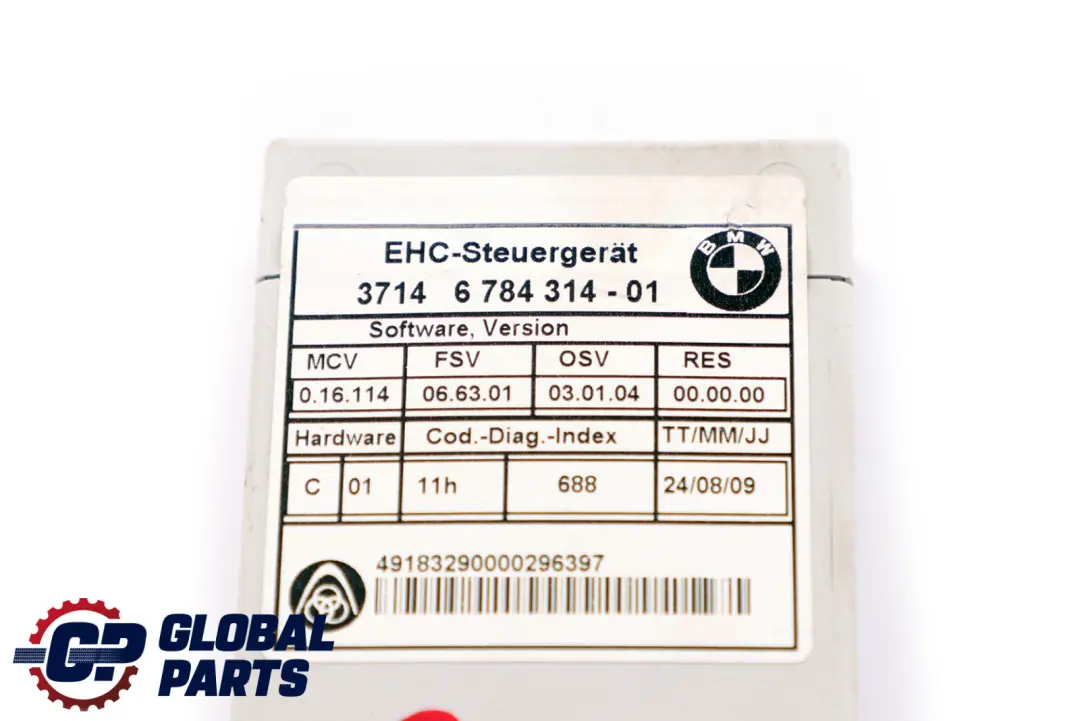 EHC-Steuergerät
3714 6 784 314 - 01
BMW
Software, Version
MCV FSV OSV RES
0.16.114 06.63.01 03.01.04 00.00.00
Hardware Cod.-Diag.-Index TT/MM/JJ
C 01 11h 688 24/08/09
49183290000296397
GP GLOBAL
PARTS